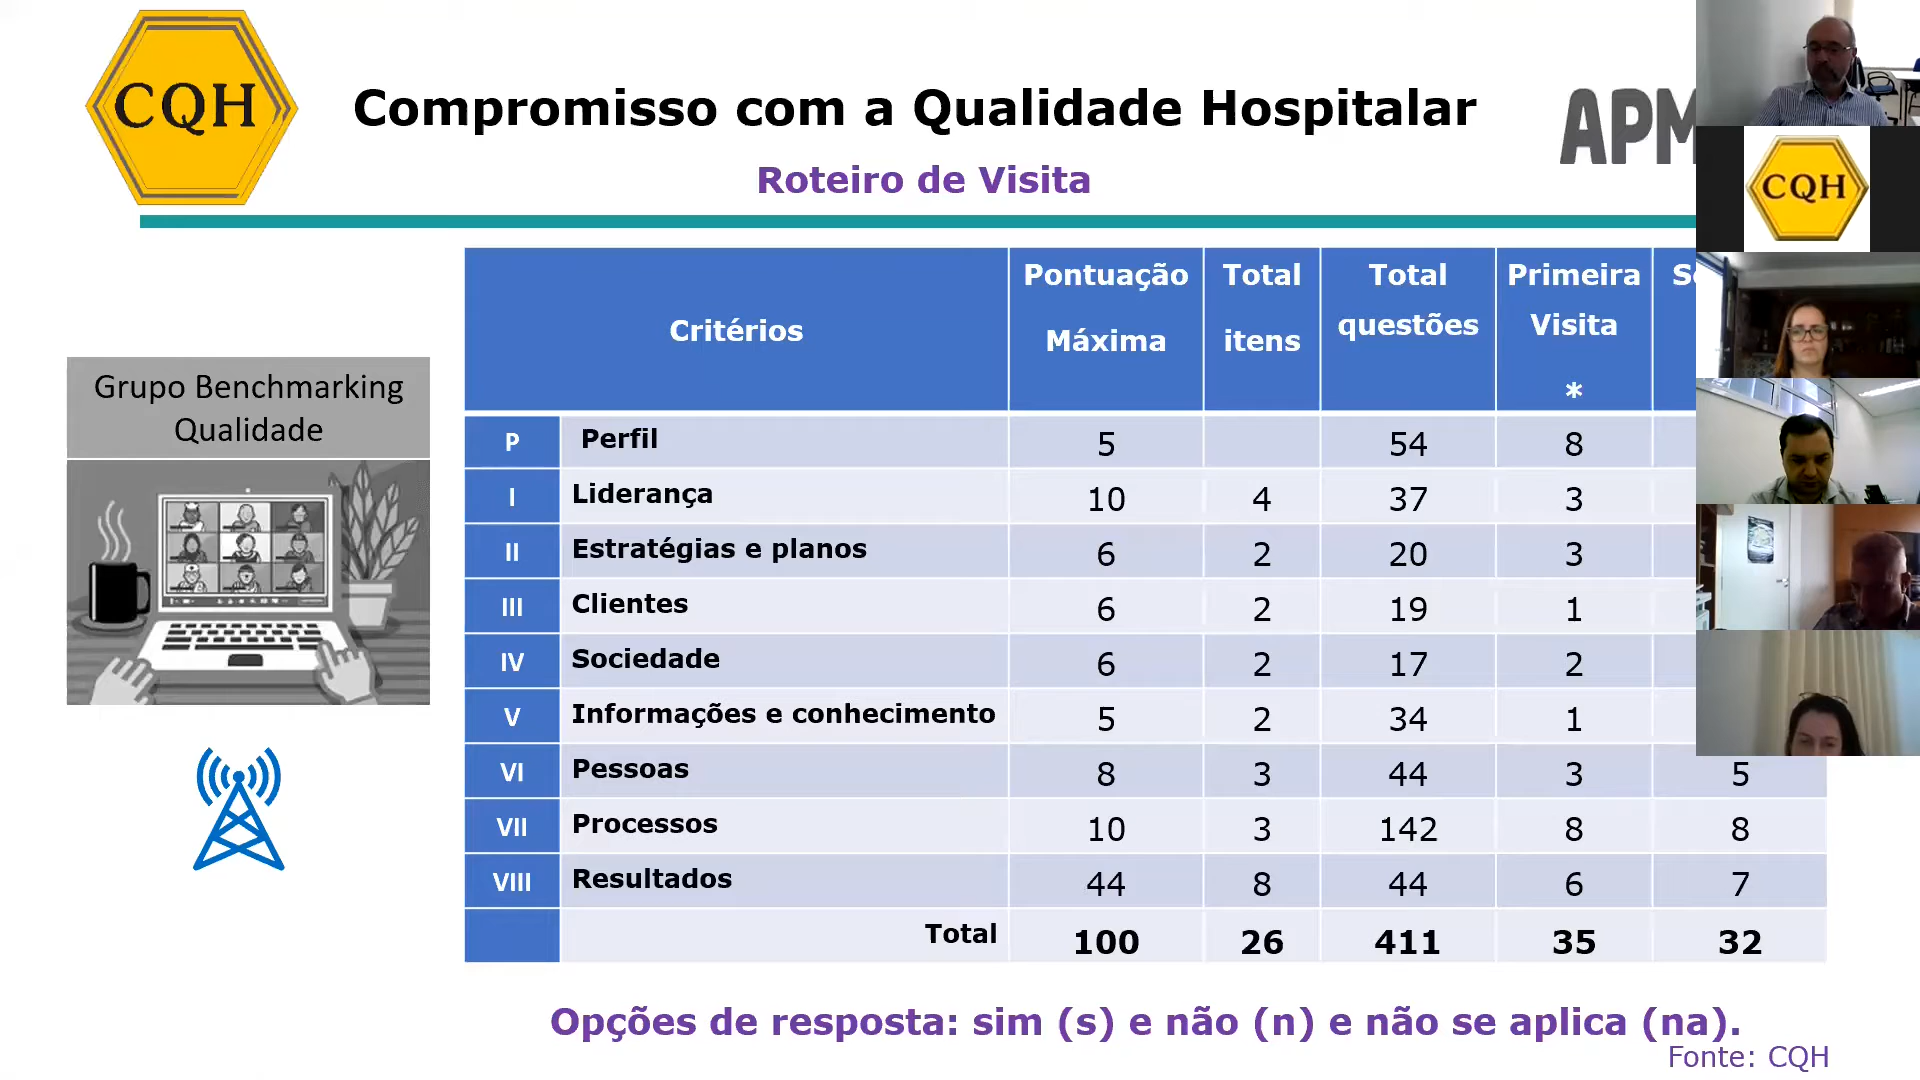 CQH
Compromisso com a Qualidade Hospitalar
Roteiro de Visita
APM
CQH
Critérios
Pontuação
Máxima
Total
itens
Total
questões
Primeira
Visita
*
Grupo Benchmarking
Qualidade
P Perfil 5 54 8
I Liderança 10 4 37 3
II Estratégias e planos 6 2 20 3
III Clientes 6 2 19 1
IV Sociedade 6 2 17 2
V Informações e conhecimento 5 2 34 1
VI Pessoas 8 3 44 3 5
VII Processos 10 3 142 8 8
VIII Resultados 44 8 44 6 7
Total 100 26 411 35 32
Opções de resposta: sim (s) e não (n) e não se aplica (na).
Fonte: CQH